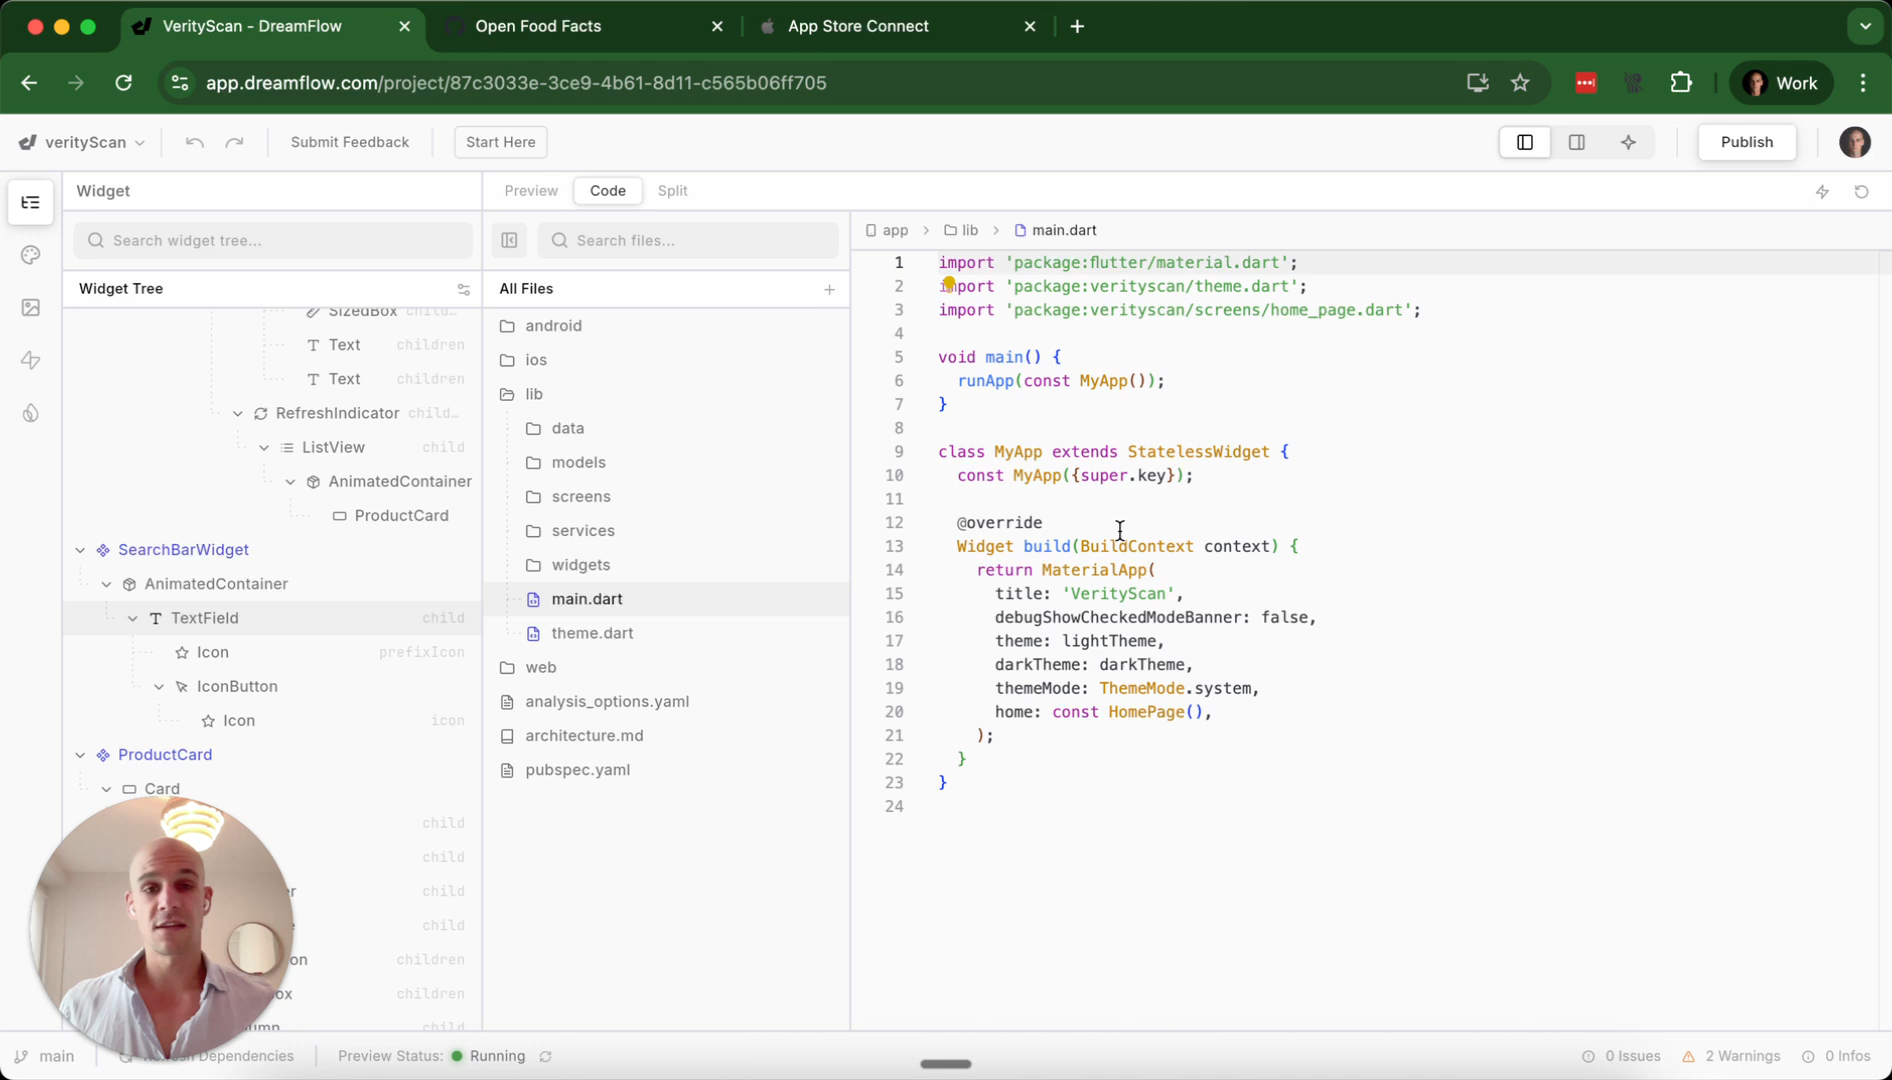 VerityScan - DreamFlow
Open Food Facts
App Store Connect
app.dreamflow.com/project/87c3033e-3ce9-4b61-8d11-c565b06ff705
Work
verityScan
Submit Feedback
Start Here
Publish
Widget
Preview
Code
Split
Search widget tree...
Search files...
app
lib
main.dart
Widget Tree
All Files
SizedBox child...
Text children
Text children
RefreshIndicator child...
ListView child
AnimatedContainer
ProductCard
SearchBarWidget
AnimatedContainer
TextField child
Icon prefixIcon
IconButton
Icon icon
ProductCard
Card
child
child
er child
e child
on children
ox children
umn child
android
ios
lib
data
models
screens
services
widgets
main.dart
theme.dart
web
analysis_options.yaml
architecture.md
pubspec.yaml
1 import 'package:flutter/material.dart';
2 import 'package:verityscan/theme.dart';
3 import 'package:verityscan/screens/home_page.dart';
4
5 void main() {
6 runApp(const MyApp());
7 }
8
9 class MyApp extends StatelessWidget {
10 const MyApp({super.key});
11
12 @override
13 Widget build(BuildContext context) {
14 return MaterialApp(
15 title: 'VerityScan',
16 debugShowCheckedModeBanner: false,
17 theme: lightTheme,
18 darkTheme: darkTheme,
19 themeMode: ThemeMode.system,
20 home: const HomePage(),
21 );
22 }
23 }
24
main
Refresh Dependencies
Preview Status: Running
0 Issues
2 Warnings
0 Infos